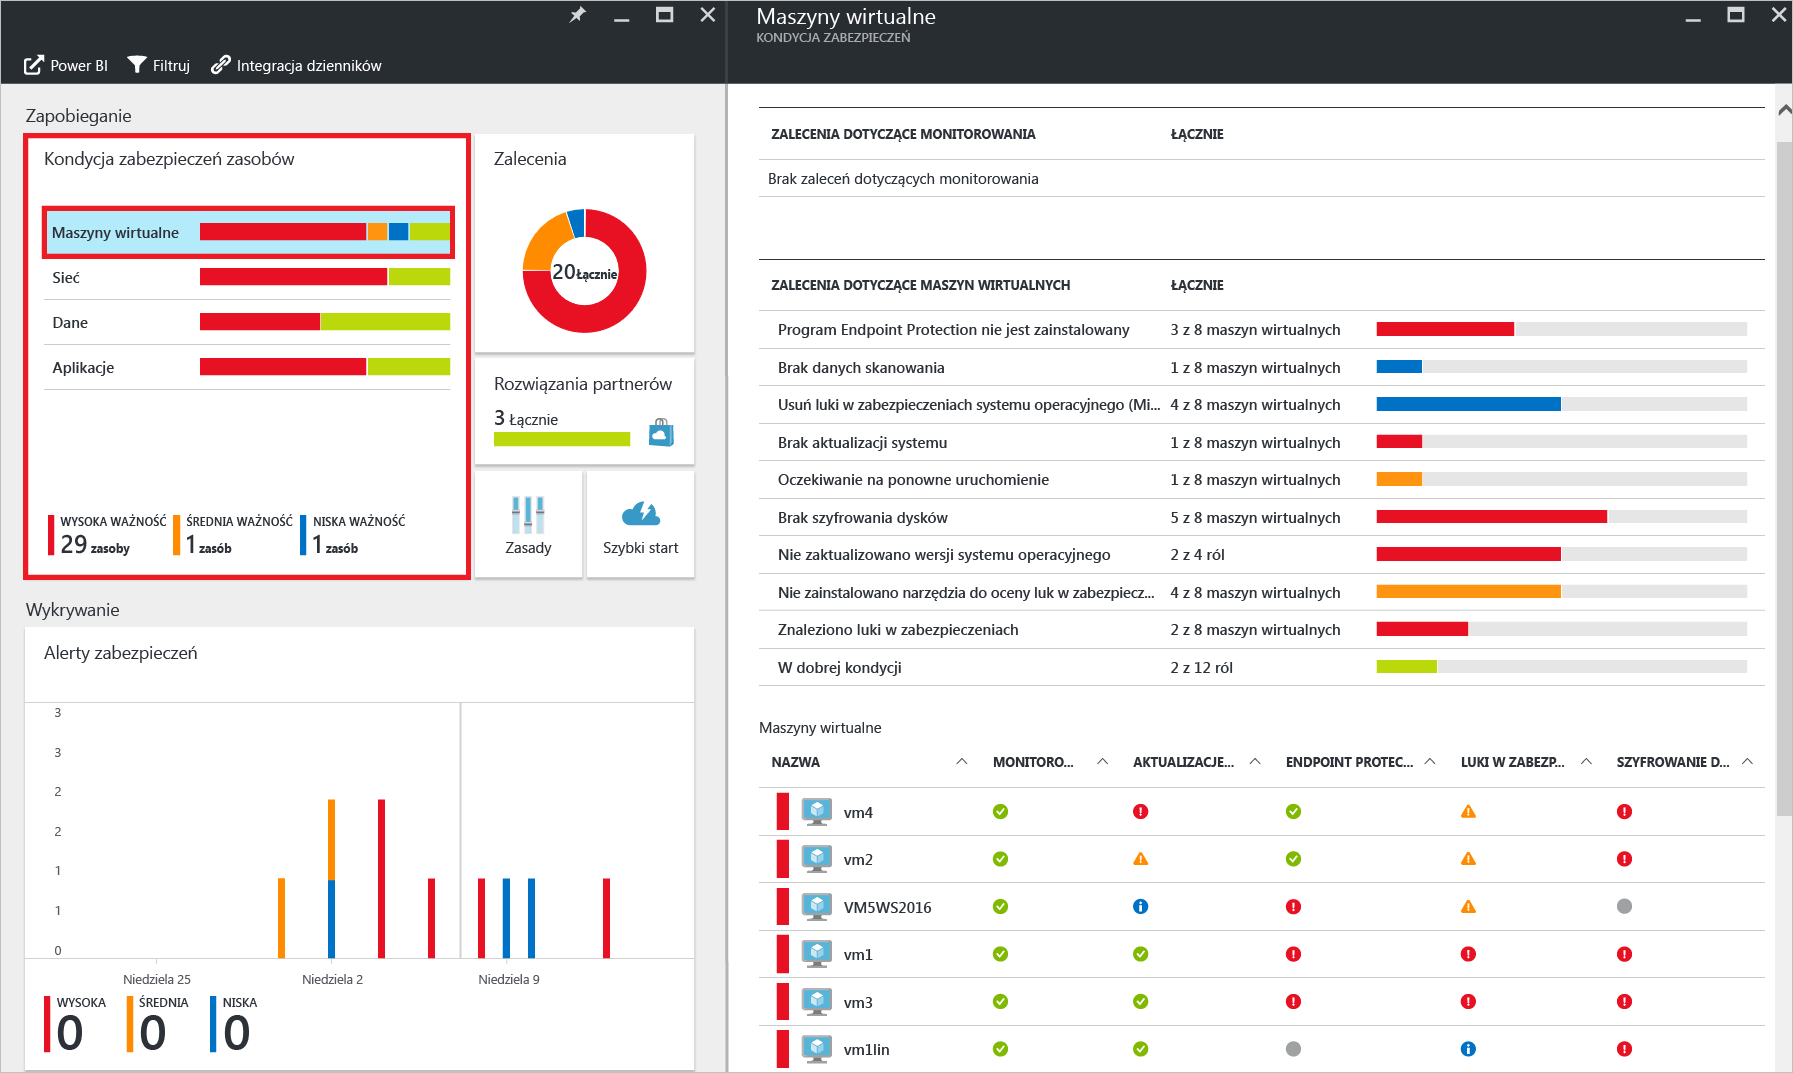 Power BI
Filtruj
Integracja dzienników
Zapobieganie
Kondycja zabezpieczeń zasobów
Maszyny wirtualne
Sieć
Dane
Aplikacje
WYSOKA WAŻNOŚĆ
29 zasoby
ŚREDNIA WAŻNOŚĆ
1 zasób
NISKA WAŻNOŚĆ
1 zasób
Zalecenia
20 Łącznie
Rozwiązania partnerów
3 Łącznie
Zasady
Szybki start
Wykrywanie
Alerty zabezpieczeń
3
3
2
2
1
1
0
Niedziela 25
Niedziela 2
Niedziela 9
WYSOKA
0
ŚREDNIA
0
NISKA
0
Maszyny wirtualne
KONDYCJA ZABEZPIECZEŃ
ZALECENIA DOTYCZĄCE MONITOROWANIA ŁĄCZNIE
Brak zaleceń dotyczących monitorowania
ZALECENIA DOTYCZĄCE MASZYN WIRTUALNYCH ŁĄCZNIE
Program Endpoint Protection nie jest zainstalowany 3 z 8 maszyn wirtualnych
Brak danych skanowania 1 z 8 maszyn wirtualnych
Usuń luki w zabezpieczeniach systemu operacyjnego (Mi... 4 z 8 maszyn wirtualnych
Brak aktualizacji systemu 1 z 8 maszyn wirtualnych
Oczekiwanie na ponowne uruchomienie 1 z 8 maszyn wirtualnych
Brak szyfrowania dysków 5 z 8 maszyn wirtualnych
Nie zaktualizowano wersji systemu operacyjnego 2 z 4 ról
Nie zainstalowano narzędzia do oceny luk w zabezpiecz... 4 z 8 maszyn wirtualnych
Znaleziono luki w zabezpieczeniach 2 z 8 maszyn wirtualnych
W dobrej kondycji 2 z 12 ról
Maszyny wirtualne
NAZWA MONITORO... AKTUALIZACJE... ENDPOINT PROTEC... LUKI W ZABEZP... SZYFROWANIE D...
vm4
vm2
VM5WS2016
vm1
vm3
vm1lin